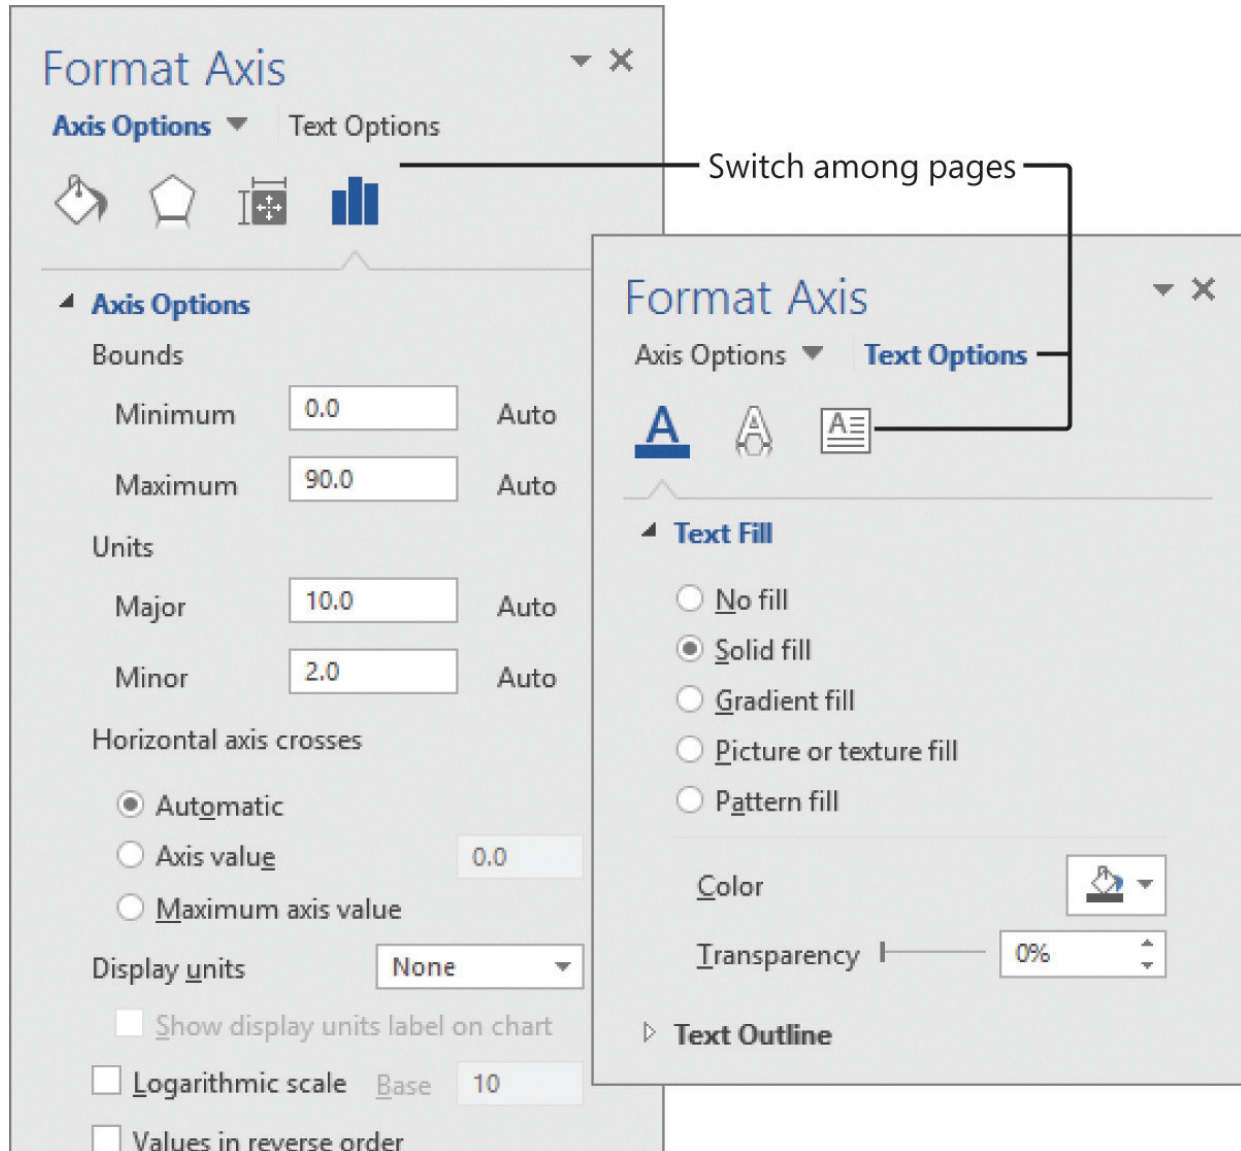 Format Axis
Axis Options Text Options
Switch among pages
Axis Options
Bounds
Minimum 0.0 Auto
Maximum 90.0 Auto
Units
Major 10.0 Auto
Minor 2.0 Auto
Horizontal axis crosses
Automatic
Axis value 0.0
Maximum axis value
Display units None
Show display units label on chart
Logarithmic scale Base 10
Values in reverse order
Format Axis
Axis Options Text Options
A A A
Text Fill
No fill
Solid fill
Gradient fill
Picture or texture fill
Pattern fill
Color
Transparency 0%
Text Outline